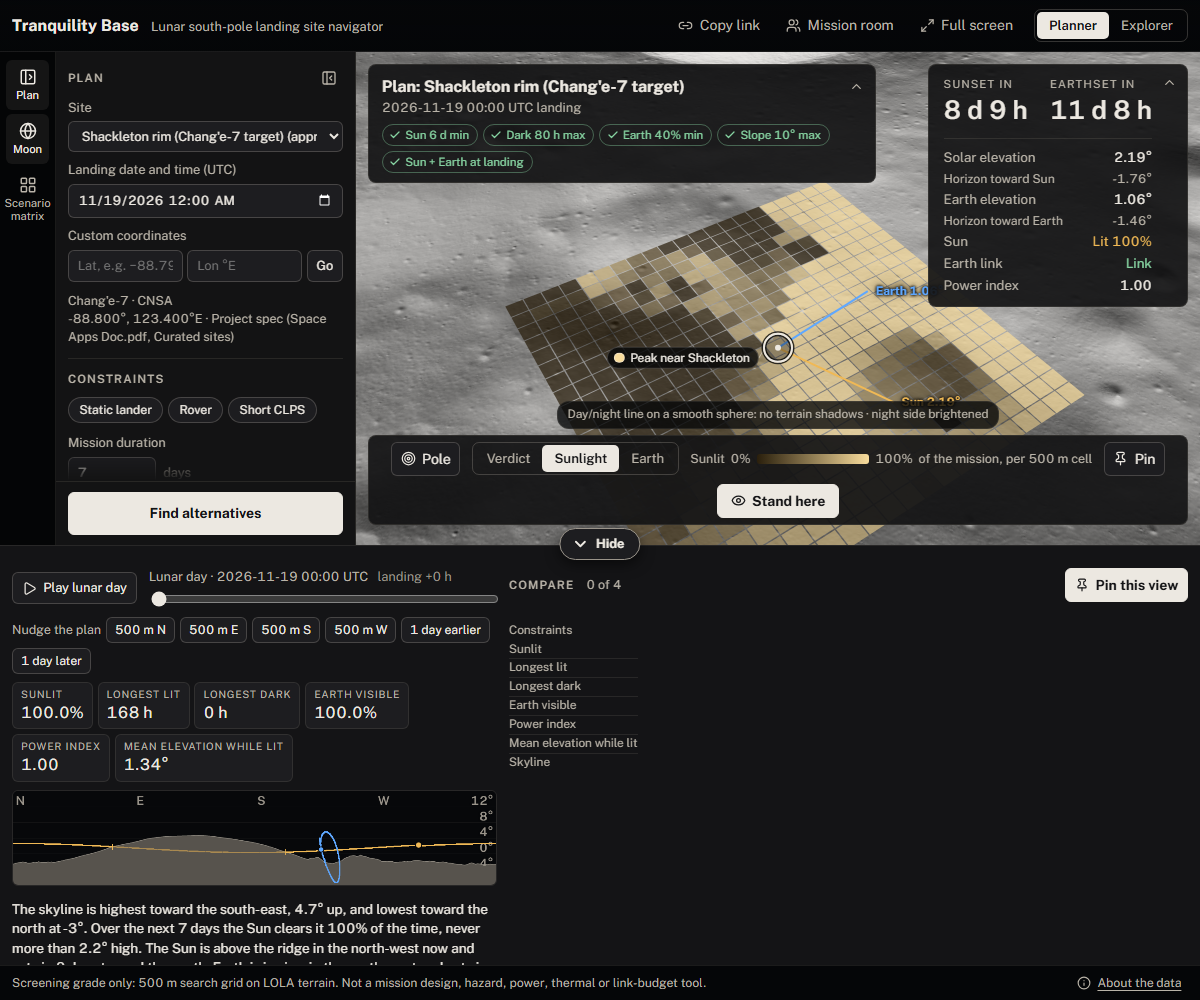 Tranquility Base Lunar south-pole landing site navigator
Copy link Mission room Full screen Planner Explorer
Plan
Moon
Scenario
matrix
PLAN
Site
Shackleton rim (Chang'e-7 target) (appr
Landing date and time (UTC)
11/19/2026 12:00 AM
Custom coordinates
Lat, e.g. −88.79 Lon °E Go
Chang'e-7 · CNSA
-88.800°, 123.400°E · Project spec (Space
Apps Doc.pdf, Curated sites)
CONSTRAINTS
Static lander Rover Short CLPS
Mission duration
7 days
Find alternatives
Plan: Shackleton rim (Chang'e-7 target)
2026-11-19 00:00 UTC landing
Sun 6 d min Dark 80 h max Earth 40% min Slope 10° max
Sun + Earth at landing
SUNSET IN EARTHSET IN
8 d 9 h 11 d 8 h
Solar elevation 2.19°
Horizon toward Sun -1.76°
Earth elevation 1.06°
Horizon toward Earth -1.46°
Sun Lit 100%
Earth link Link
Power index 1.00
Earth 1.0
Peak near Shackleton
Sun 2.19°
Day/night line on a smooth sphere: no terrain shadows · night side brightened
Pole Verdict Sunlight Earth Sunlit 0% 100% of the mission, per 500 m cell Pin
Stand here
Hide
Play lunar day Lunar day · 2026-11-19 00:00 UTC landing +0 h
Nudge the plan 500 m N 500 m E 500 m S 500 m W 1 day earlier
1 day later
SUNLIT LONGEST LIT LONGEST DARK EARTH VISIBLE
100.0% 168 h 0 h 100.0%
POWER INDEX MEAN ELEVATION WHILE LIT
1.00 1.34°
N E S W 12°
8°
4°
0°
4°
The skyline is highest toward the south-east, 4.7° up, and lowest toward the
north at -3°. Over the next 7 days the Sun clears it 100% of the time, never
more than 2.2° high. The Sun is above the ridge in the north-west now and
COMPARE 0 of 4 Pin this view
Constraints
Sunlit
Longest lit
Longest dark
Earth visible
Power index
Mean elevation while lit
Skyline
Screening grade only: 500 m search grid on LOLA terrain. Not a mission design, hazard, power, thermal or link-budget tool. About the data